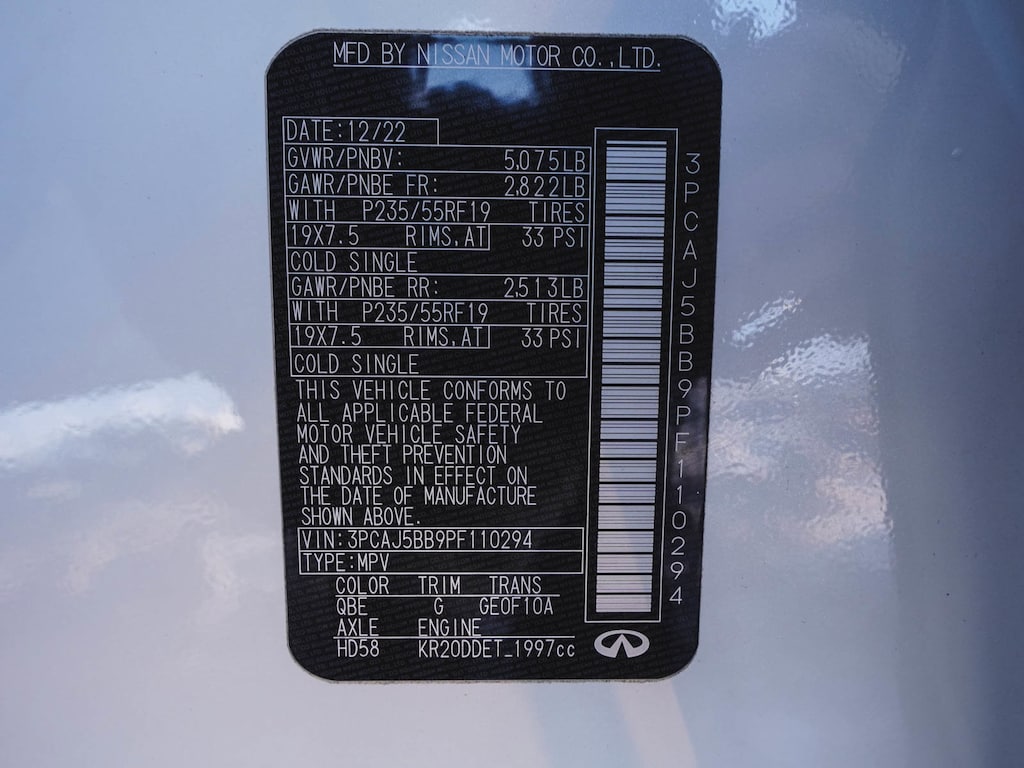 MFD BY NISSAN MOTOR CO.,LTD.
DATE:12/22
GVWR/PNBV: 5,075LB
GAWR/PNBE FR: 2,822LB
WITH P235/55RF19 TIRES
19X7.5 RIMS,AT 33 PSI
COLD SINGLE
GAWR/PNBE RR: 2,513LB
WITH P235/55RF19 TIRES
19X7.5 RIMS,AT 33 PSI
COLD SINGLE
THIS VEHICLE CONFORMS TO
ALL APPLICABLE FEDERAL
MOTOR VEHICLE SAFETY
AND THEFT PREVENTION
STANDARDS IN EFFECT ON
THE DATE OF MANUFACTURE
SHOWN ABOVE.
VIN:3PCAJ5BB9PF110294
TYPE:MPV
COLOR TRIM TRANS
QBE G GE0F10A
AXLE ENGINE
HD58 KR20DDET_1997cc
3PCAJ5BB9PF110294